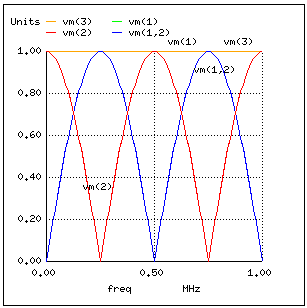 Units vm(3) vm(1)
vm(2) vm(1,2)
vm(1) vm(3)
1.00
vm(1,2)
0.80
0.60
0.40
vm(2)
0.20
0.00
0.00 0.50 1.00
freq MHz